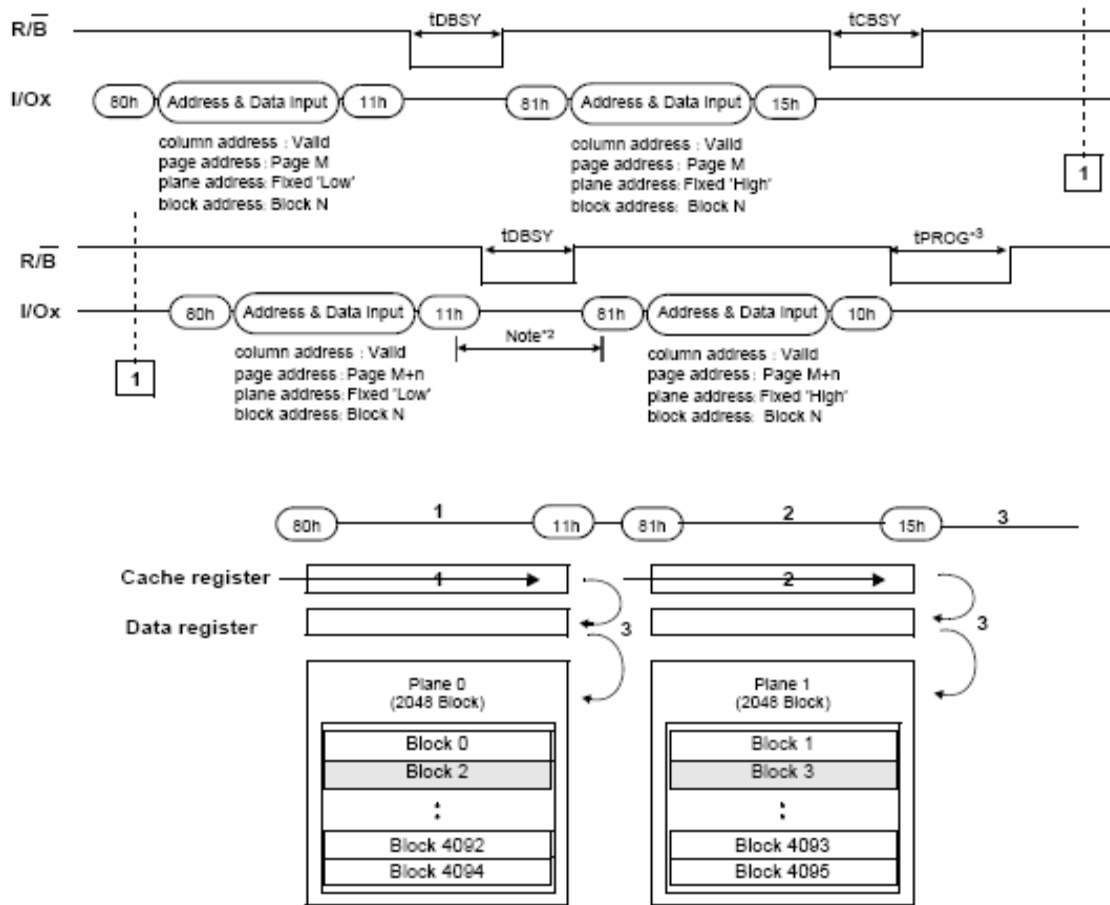 tDBSY tCBSY
R/B
I/Ox 80h Address & Data Input 11h 81h Address & Data Input 15h
column address : Valid
page address : Page M
plane address: Fixed 'Low'
block address: Block N
column address : Valid
page address : Page M
plane address: Fixed 'High'
block address: Block N
1
tDBSY tPROG*3
R/B
I/Ox 80h Address & Data Input 11h 81h Address & Data Input 10h
Note*2
1
column address : Valid
page address : Page M+n
plane address: Fixed 'Low'
block address: Block N
column address : Valid
page address : Page M+n
plane address: Fixed 'High'
block address: Block N
80h 1 11h 81h 2 15h 3
Cache register 1 2
Data register 3 3
Plane 0
(2048 Block)
Block 0
Block 2
:
Block 4092
Block 4094
Plane 1
(2048 Block)
Block 1
Block 3
:
Block 4093
Block 4095